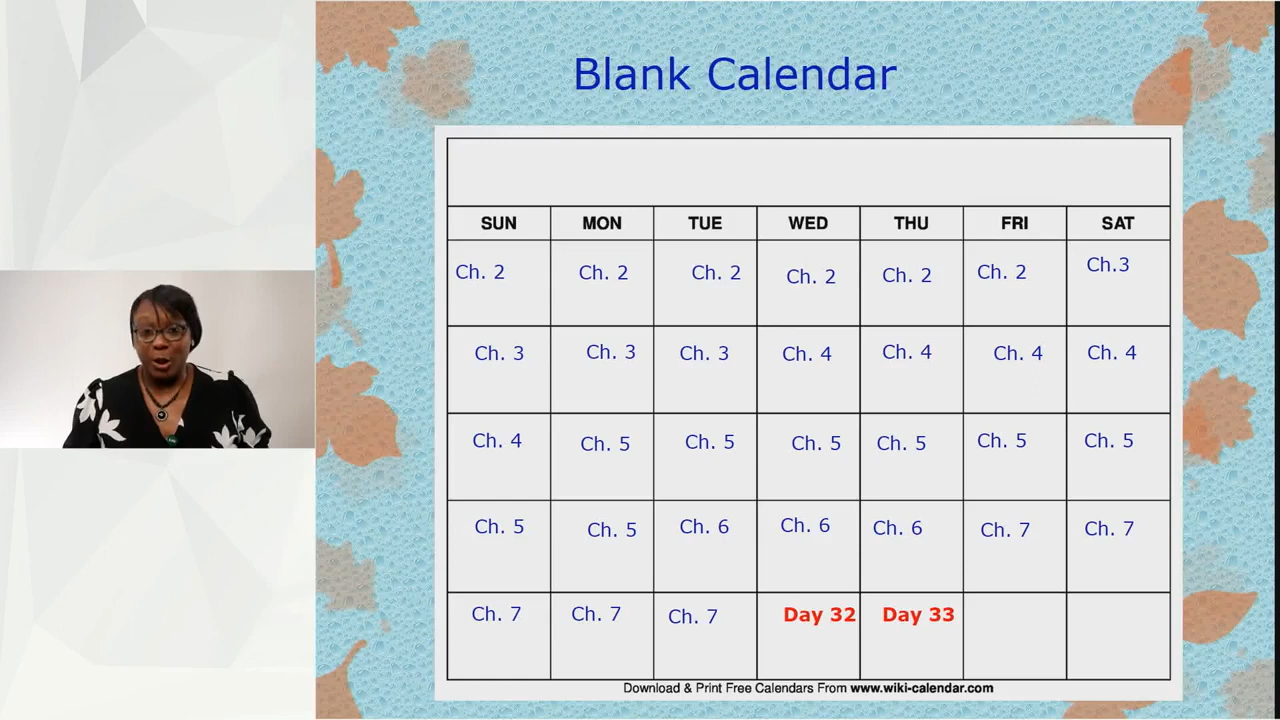 Blank Calendar
SUN MON TUE WED THU FRI SAT
Ch. 2 Ch. 2 Ch. 2 Ch. 2 Ch. 2 Ch. 2 Ch.3
Ch. 3 Ch. 3 Ch. 3 Ch. 4 Ch. 4 Ch. 4 Ch. 4
Ch. 4 Ch. 5 Ch. 5 Ch. 5 Ch. 5 Ch. 5 Ch. 5
Ch. 5 Ch. 5 Ch. 6 Ch. 6 Ch. 6 Ch. 7 Ch. 7
Ch. 7 Ch. 7 Ch. 7 Day 32 Day 33
Download & Print Free Calendars From www.wiki-calendar.com